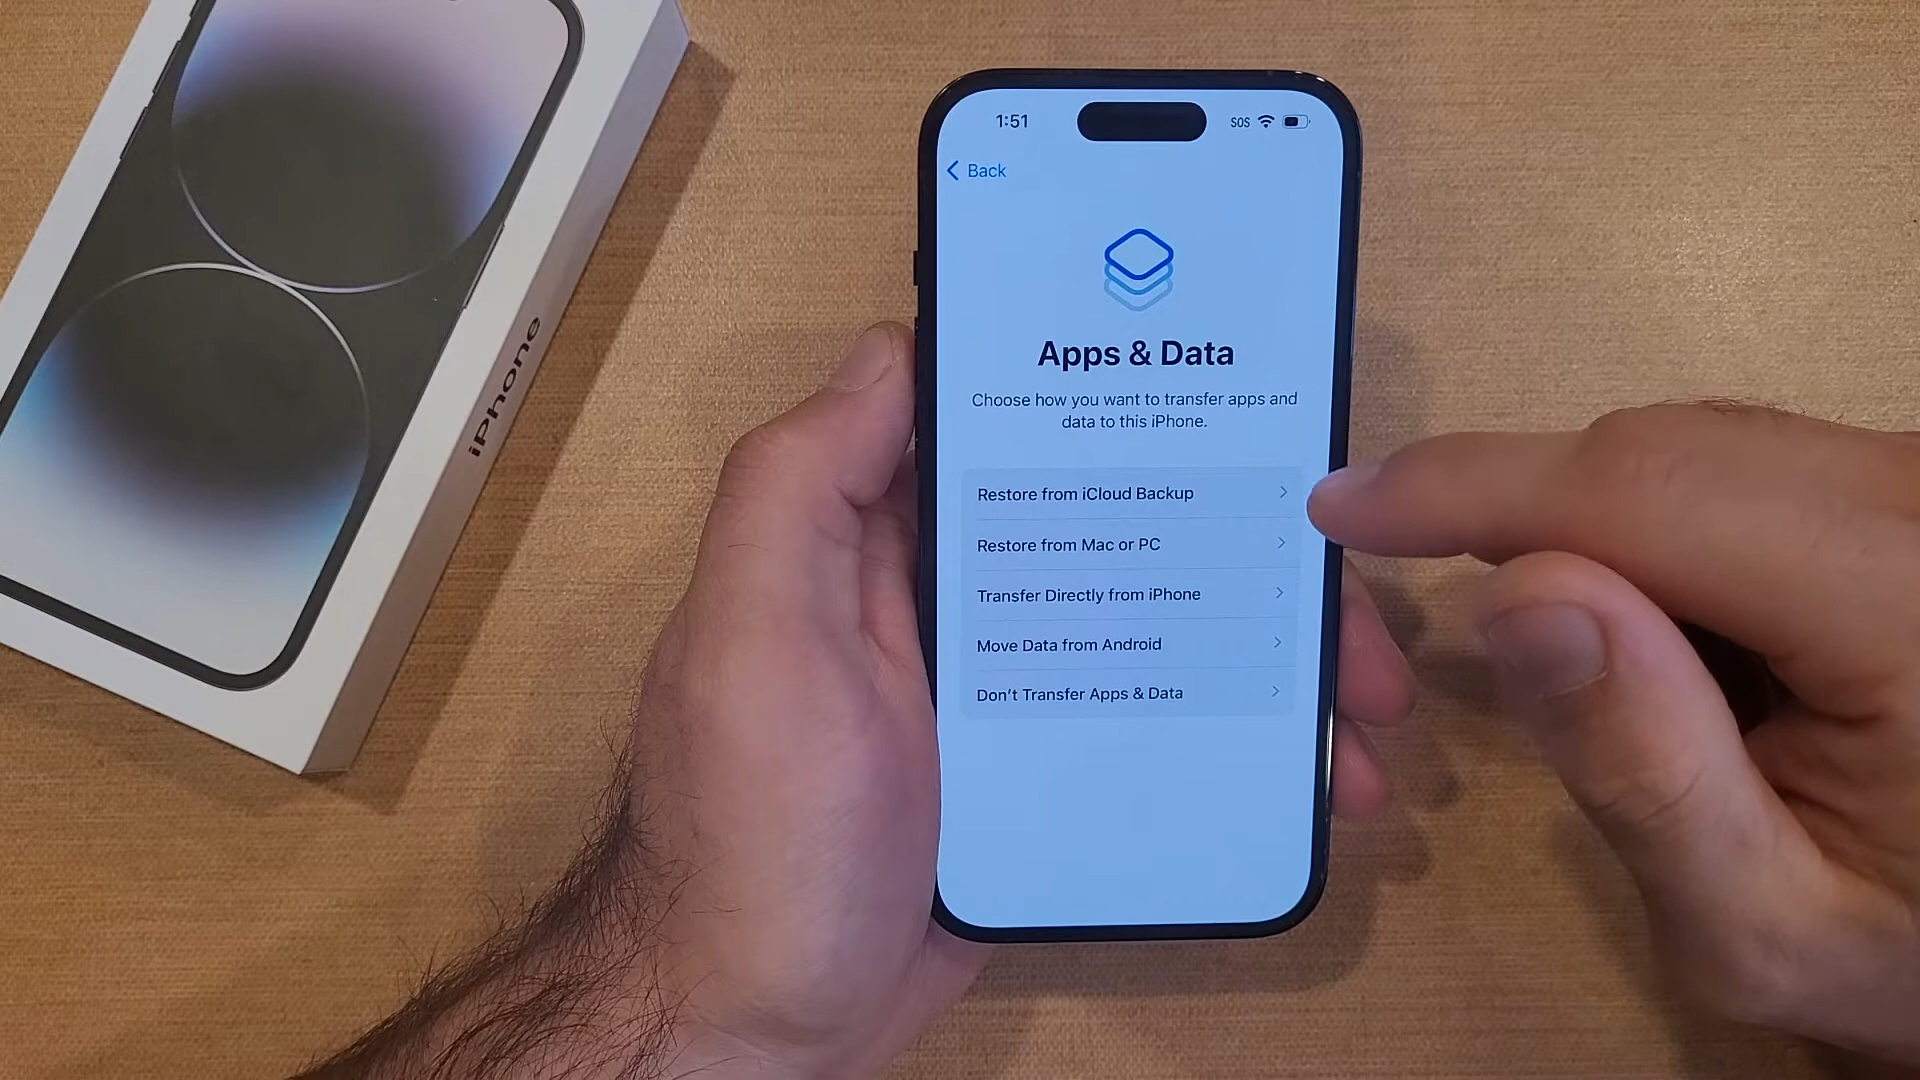 iPhone
1:51
SOS
Back
Apps & Data
Choose how you want to transfer apps and
data to this iPhone.
Restore from iCloud Backup
Restore from Mac or PC
Transfer Directly from iPhone
Move Data from Android
Don't Transfer Apps & Data